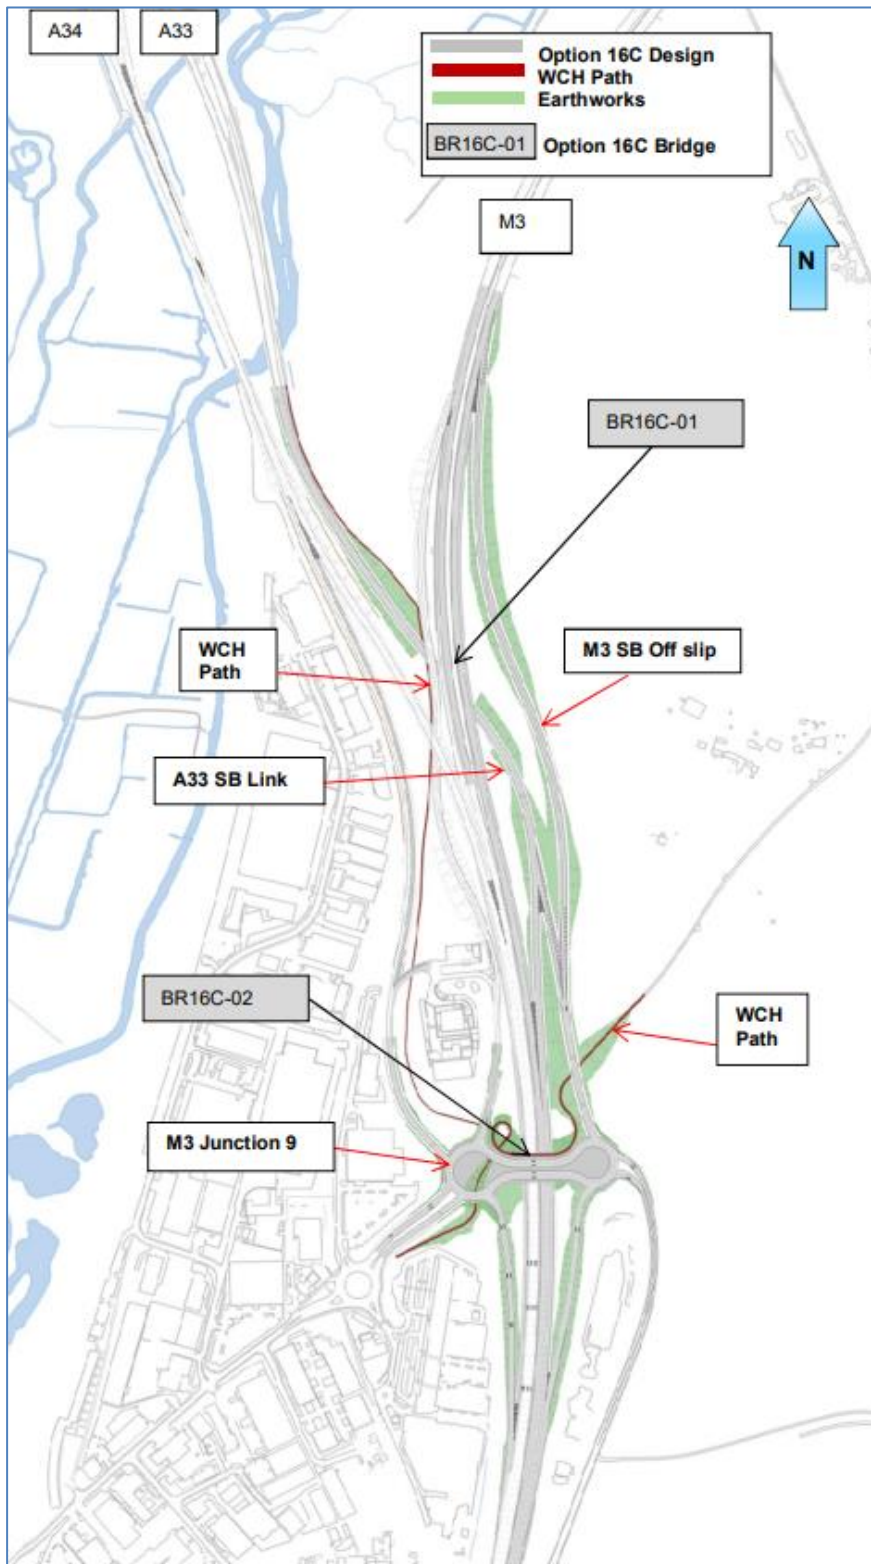 A34
A33
Option 16C Design
WCH Path
Earthworks
BR16C-01
Option 16C Bridge
M3
N
BR16C-01
WCH
Path
M3 SB Off slip
A33 SB Link
BR16C-02
WCH
Path
M3 Junction 9